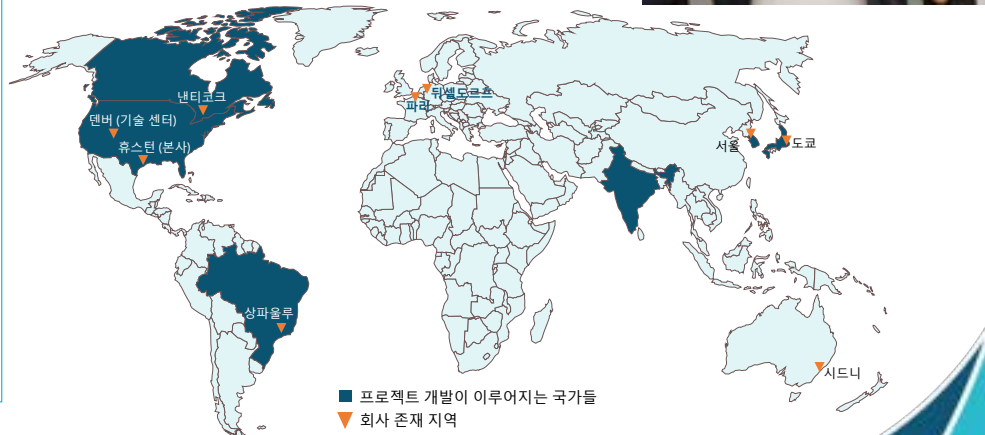 낸티코크
덴버 (기술 센터)
휴스턴 (본사)
뒤셀도르프
파리
서울
도쿄
상파울루
시드니
프로젝트 개발이 이루어지는 국가들
회사 존재 지역